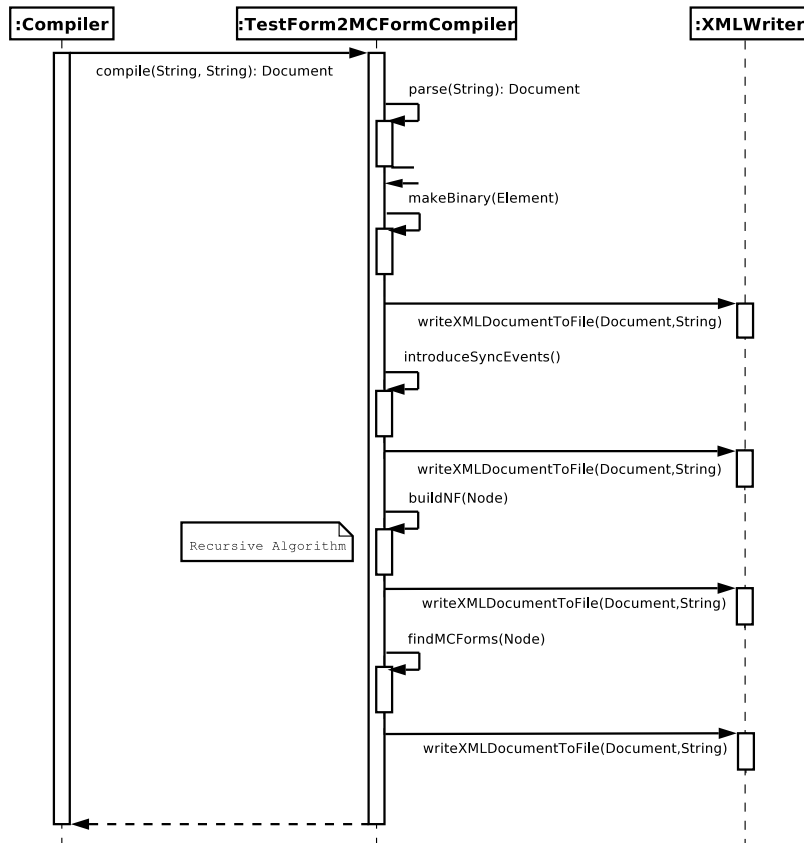 :Compiler
:TestForm2MCFormCompiler
:XMLWriter
compile(String, String): Document
parse(String): Document
makeBinary(Element)
writeXMLDocumentToFile(Document,String)
introduceSyncEvents()
writeXMLDocumentToFile(Document,String)
buildNF(Node)
Recursive Algorithm
writeXMLDocumentToFile(Document,String)
findMCForms(Node)
writeXMLDocumentToFile(Document,String)